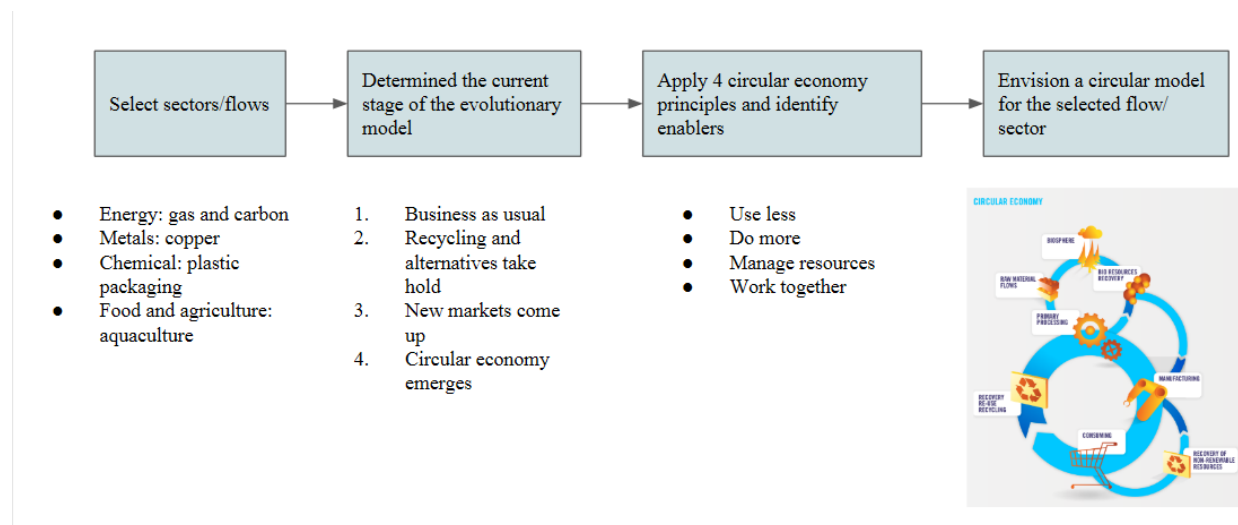 Select sectors/flows
Determined the current
stage of the evolutionary
model
Apply 4 circular economy
principles and identify
enablers
Envision a circular model
for the selected flow/
sector
● Energy: gas and carbon
● Metals: copper
● Chemical: plastic
packaging
● Food and agriculture:
aquaculture
1. Business as usual
2. Recycling and
alternatives take
hold
3. New markets come
up
4. Circular economy
emerges
● Use less
● Do more
● Manage resources
● Work together
CIRCULAR ECONOMY
BIOSPHERE
BIO RESOURCES
RECOVERY
RAW MATERIAL
FLOWS
PRIMARY
PROCESSING
MANUFACTURING
RECOVERY
RE-USE
RECYCLING
CONSUMING
RECOVERY OF
NON-RENEWABLE
RESOURCES